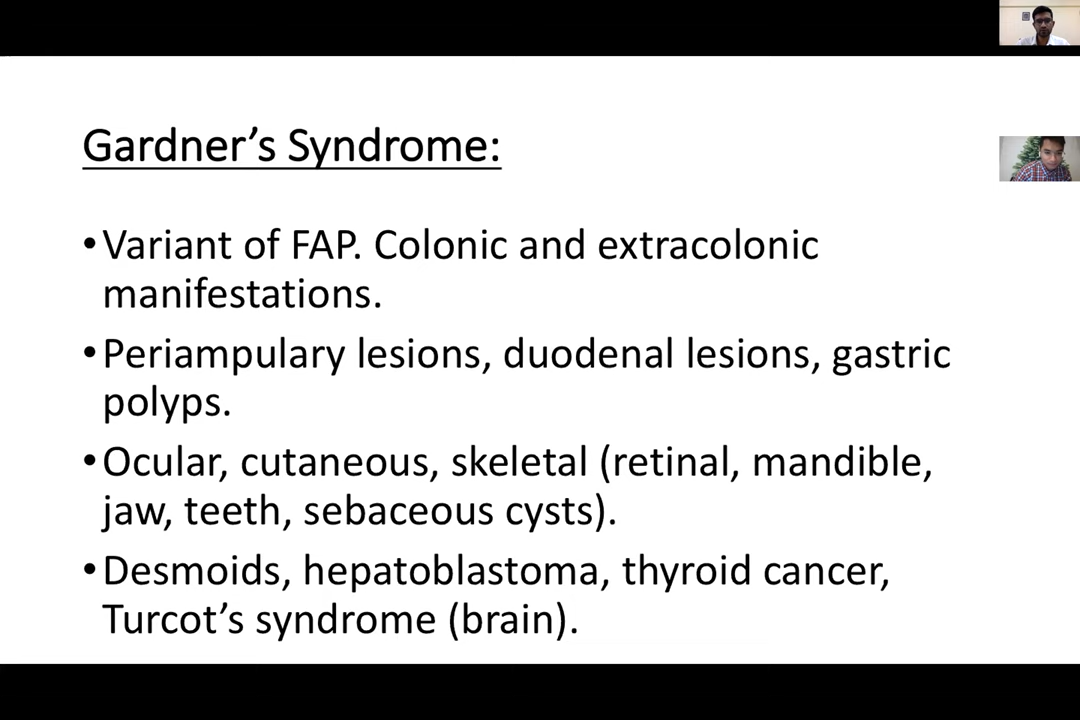 Gardner’s Syndrome:
•Variant of FAP. Colonic and extracolonic
manifestations.
•Periampulary lesions, duodenal lesions, gastric
polyps.
•Ocular, cutaneous, skeletal (retinal, mandible,
jaw, teeth, sebaceous cysts).
•Desmoids, hepatoblastoma, thyroid cancer,
Turcot’s syndrome (brain).